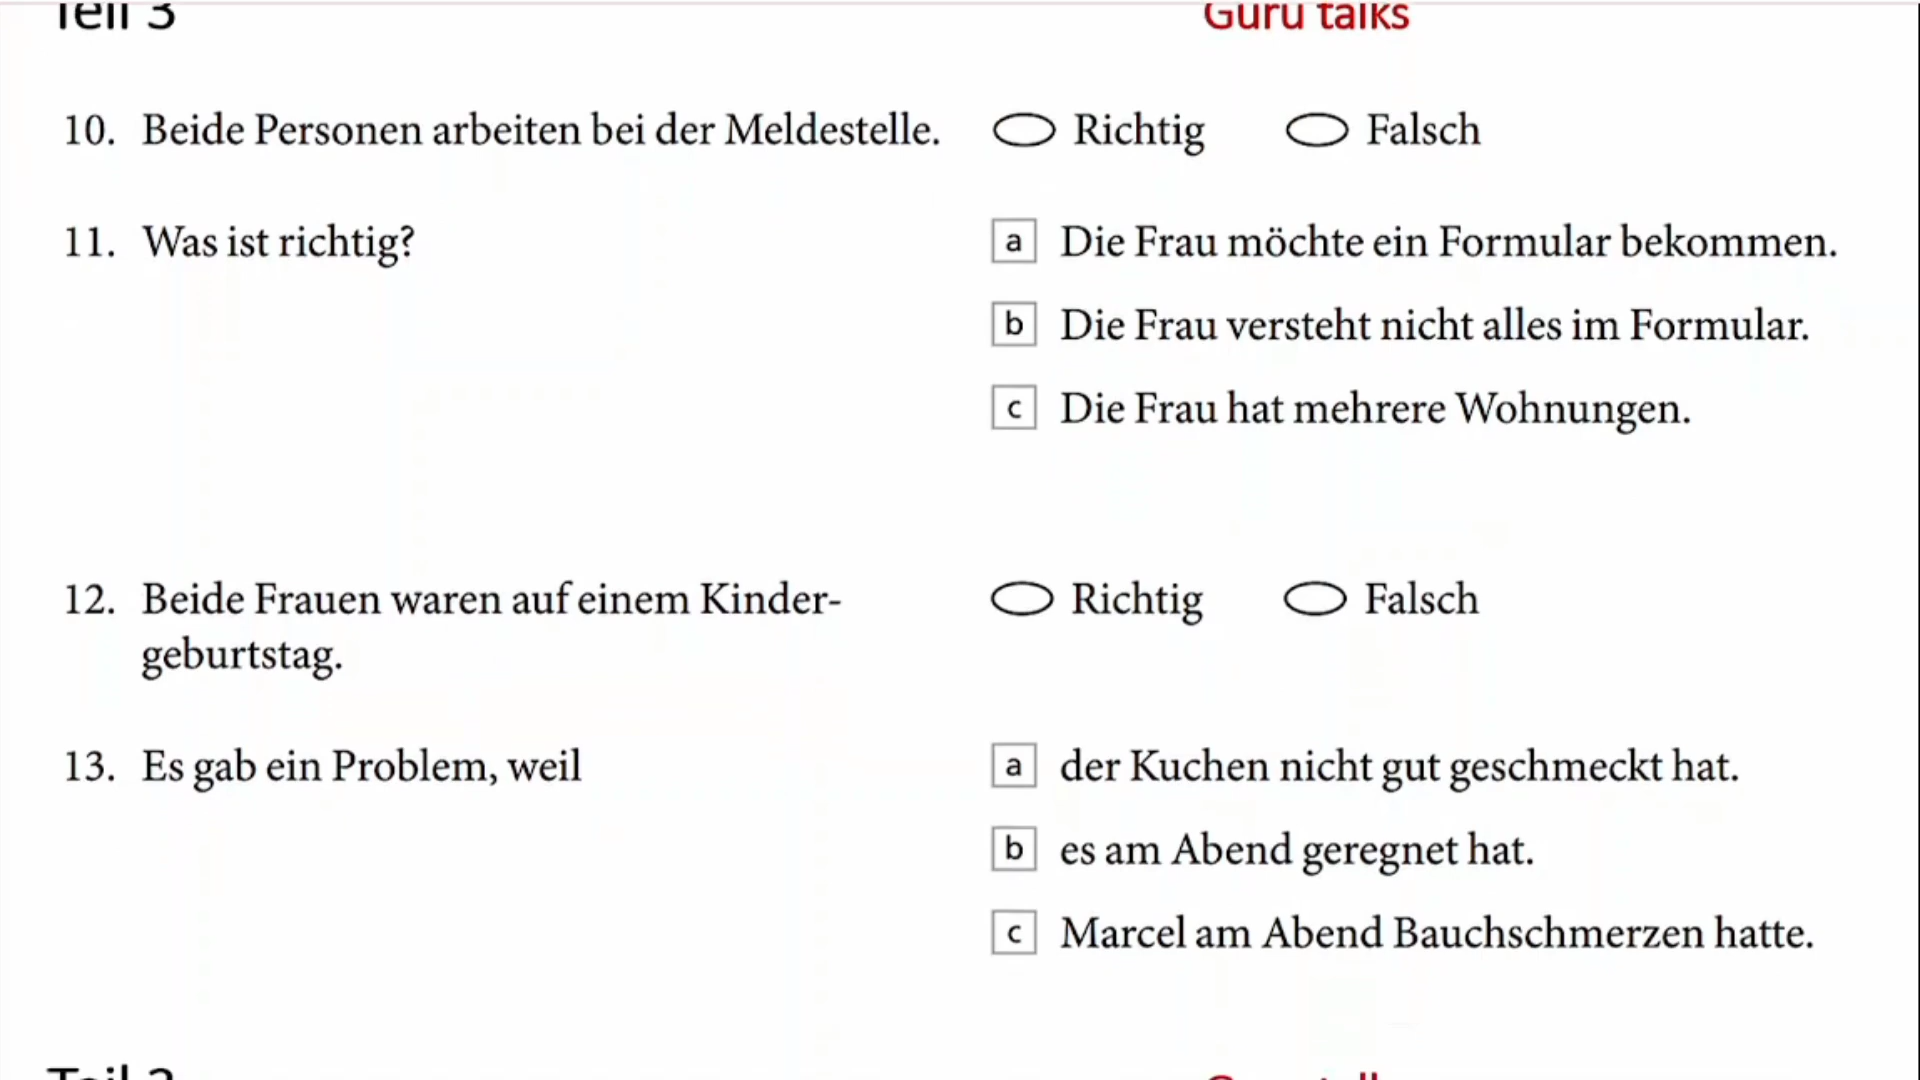 Teil 3 Guru talks
10. Beide Personen arbeiten bei der Meldestelle. Richtig Falsch
11. Was ist richtig? a Die Frau möchte ein Formular bekommen.
b Die Frau versteht nicht alles im Formular.
c Die Frau hat mehrere Wohnungen.
12. Beide Frauen waren auf einem Kinder- Richtig Falsch
geburtstag.
13. Es gab ein Problem, weil a der Kuchen nicht gut geschmeckt hat.
b es am Abend geregnet hat.
c Marcel am Abend Bauchschmerzen hatte.